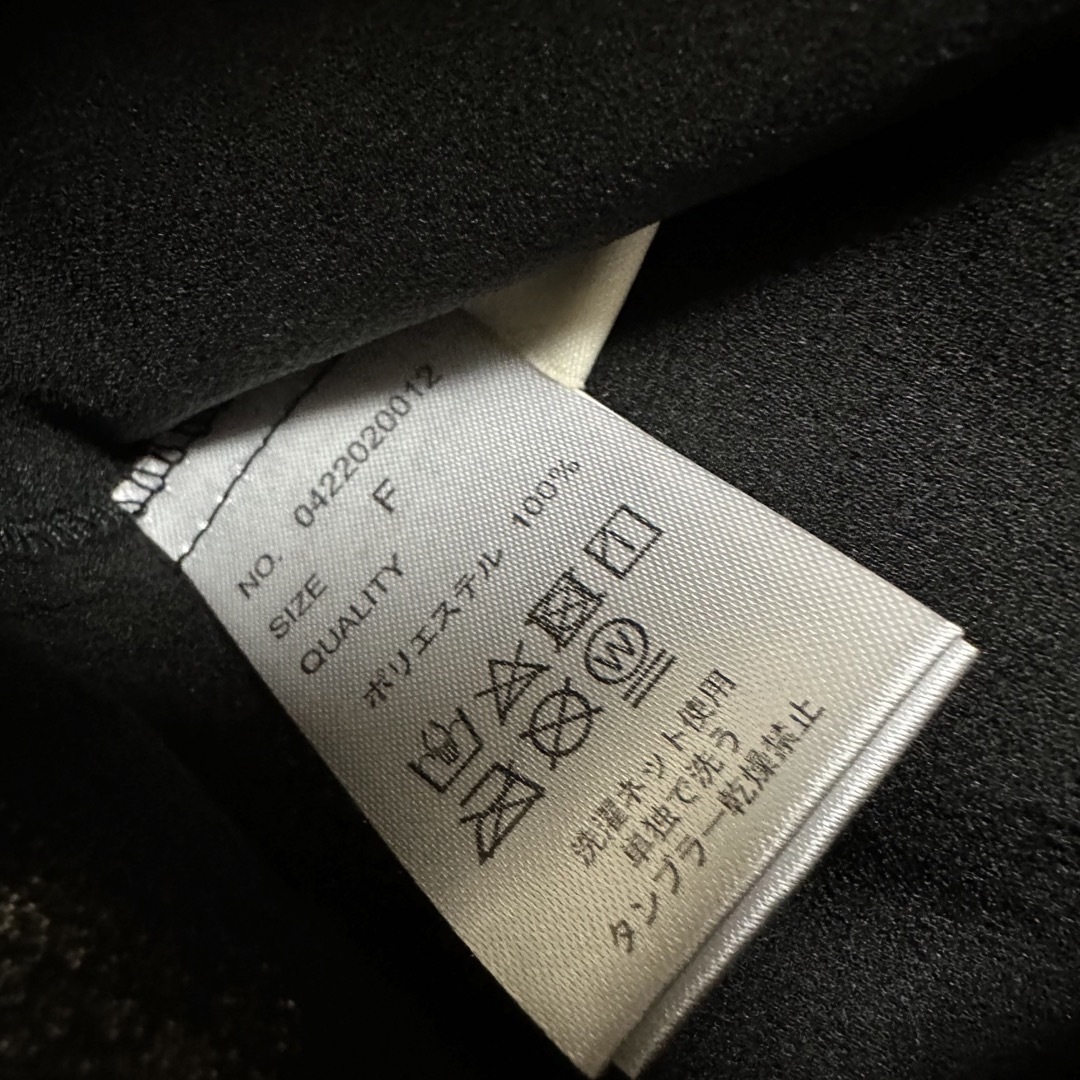 NO. 0422020012
SIZE F
QUALITY
ポリエステル 100%
W
洗濯ネット使用
単独で洗う
タンブラー乾燥禁止